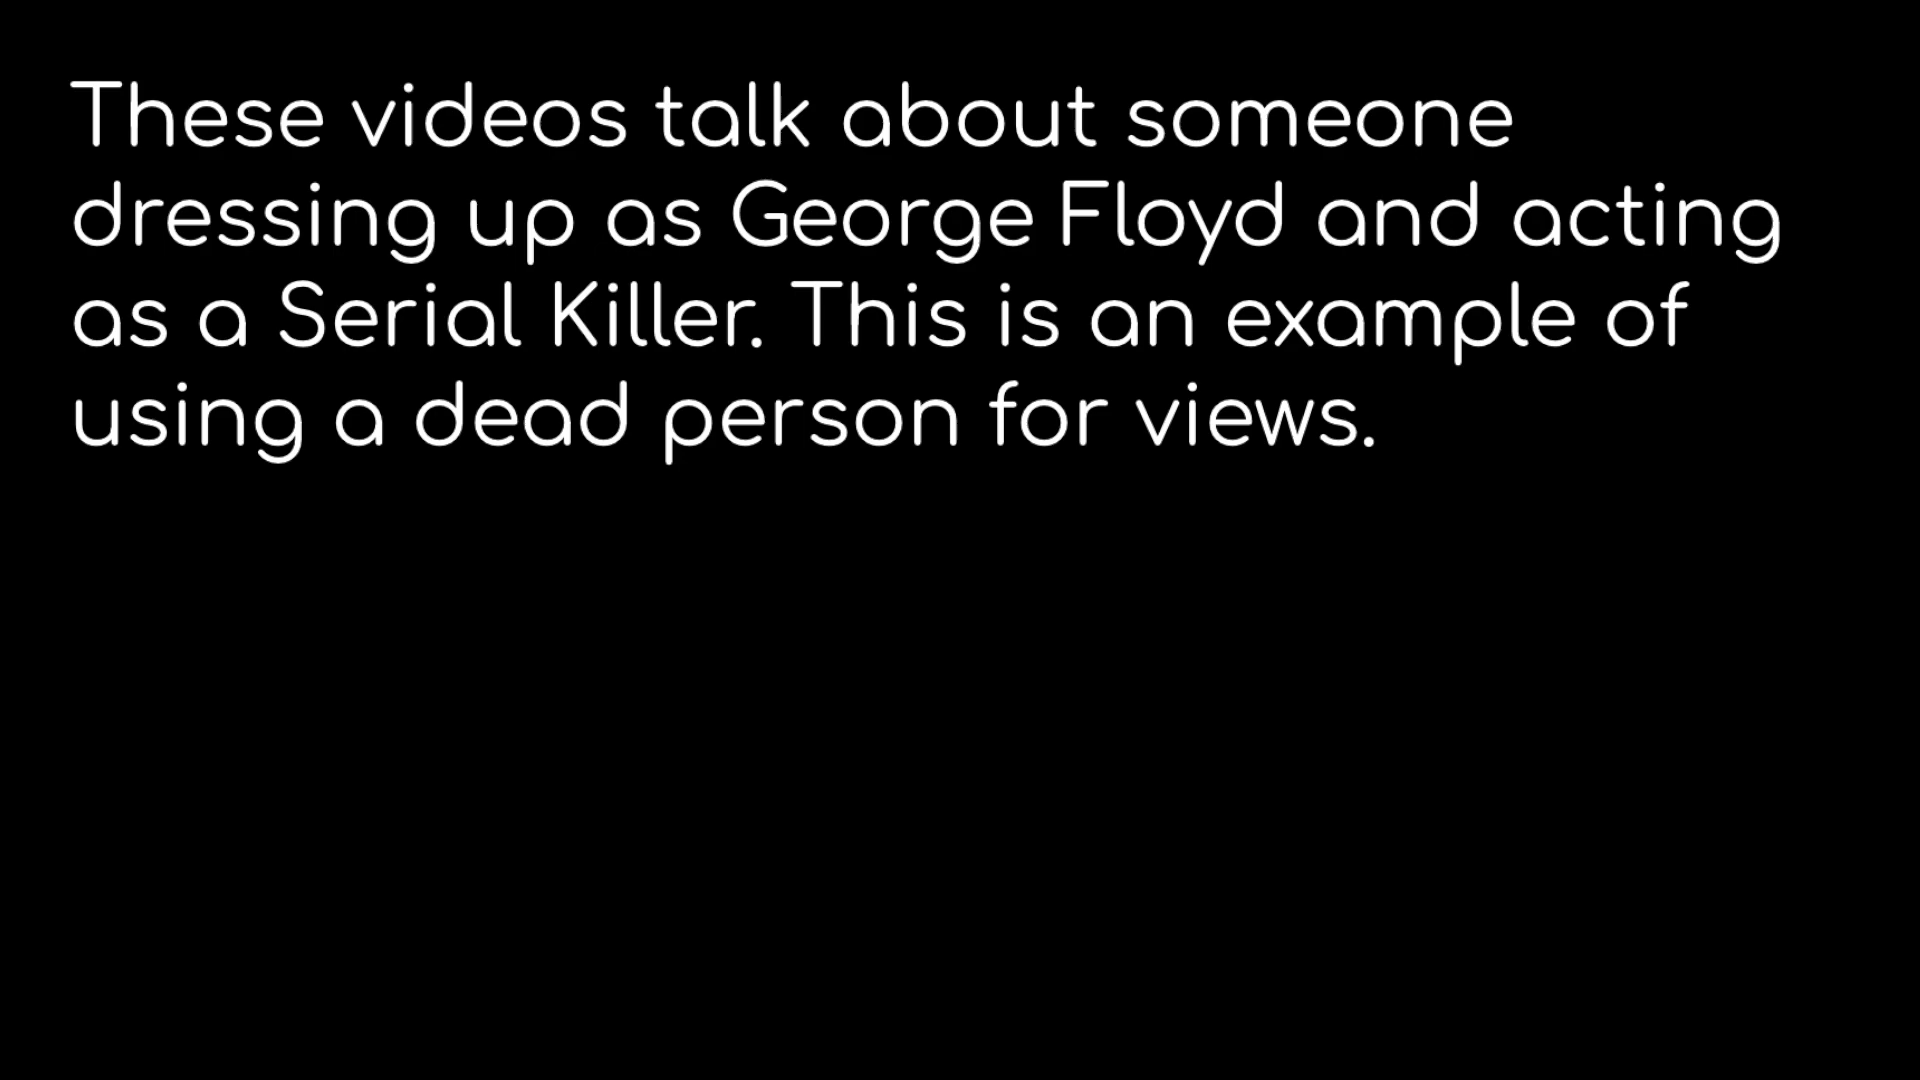 These videos talk about someone
dressing up as George Floyd and acting
as a Serial Killer. This is an example of
using a dead person for views.